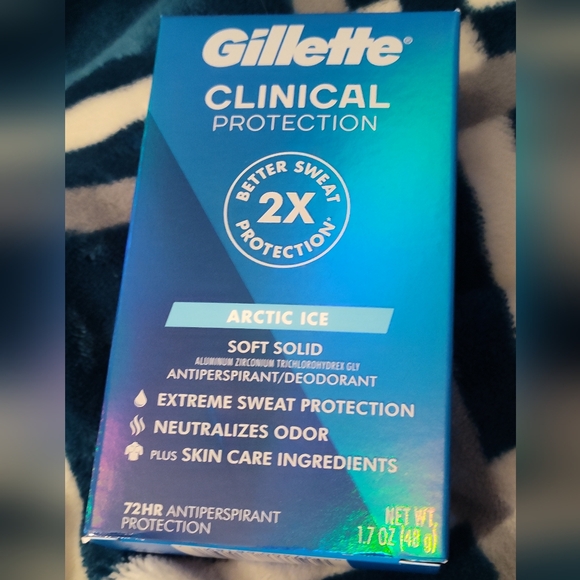 Gillette®
CLINICAL
PROTECTION
BETTER SWEAT
2X
PROTECTION*
ARCTIC ICE
SOFT SOLID
ALUMINUM ZIRCONIUM TRICHLOROHYDREX GLY
ANTIPERSPIRANT/DEODORANT
EXTREME SWEAT PROTECTION
NEUTRALIZES ODOR
PLUS SKIN CARE INGREDIENTS
72HR ANTIPERSPIRANT
PROTECTION
NET WT.
1.7 OZ (48 g)